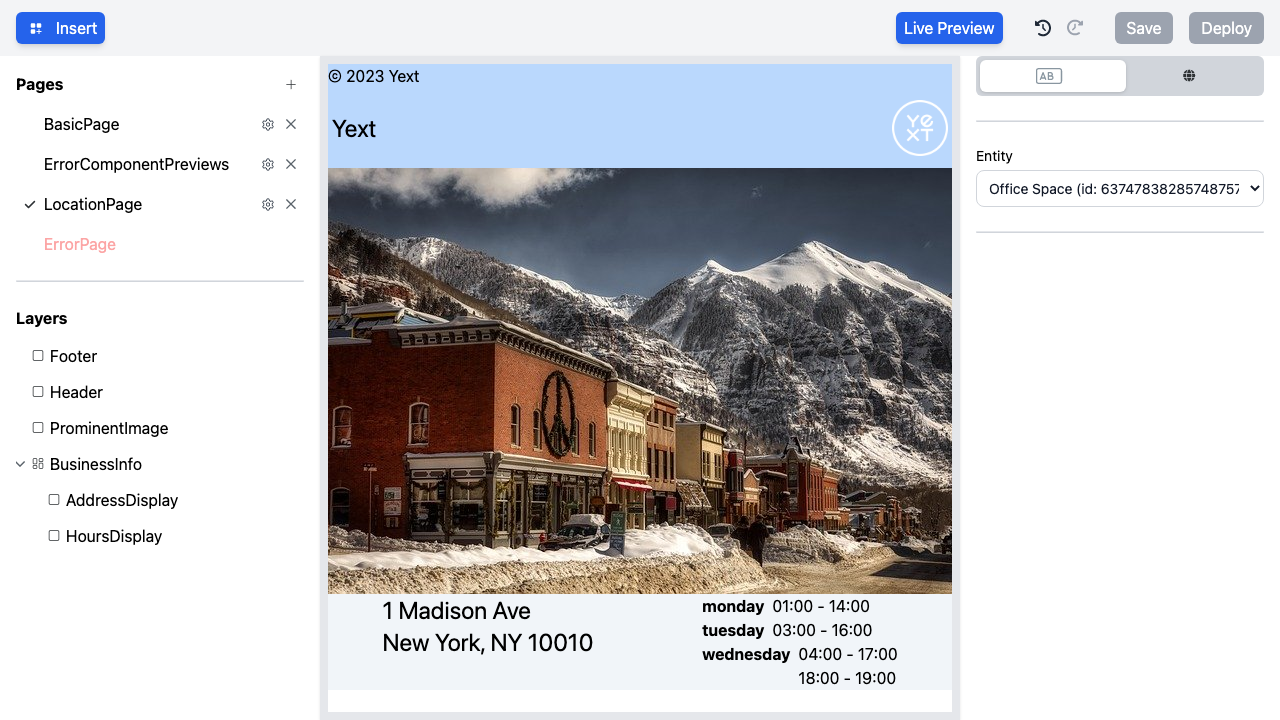 Insert
Live Preview
Save
Deploy
Pages
BasicPage
ErrorComponentPreviews
LocationPage
ErrorPage
Layers
Footer
Header
ProminentImage
BusinessInfo
AddressDisplay
HoursDisplay
© 2023 Yext
Yext
YEXT
1 Madison Ave
New York, NY 10010
monday 01:00 - 14:00
tuesday 03:00 - 16:00
wednesday 04:00 - 17:00
18:00 - 19:00
AB
Entity
Office Space (id: 63747838285748757